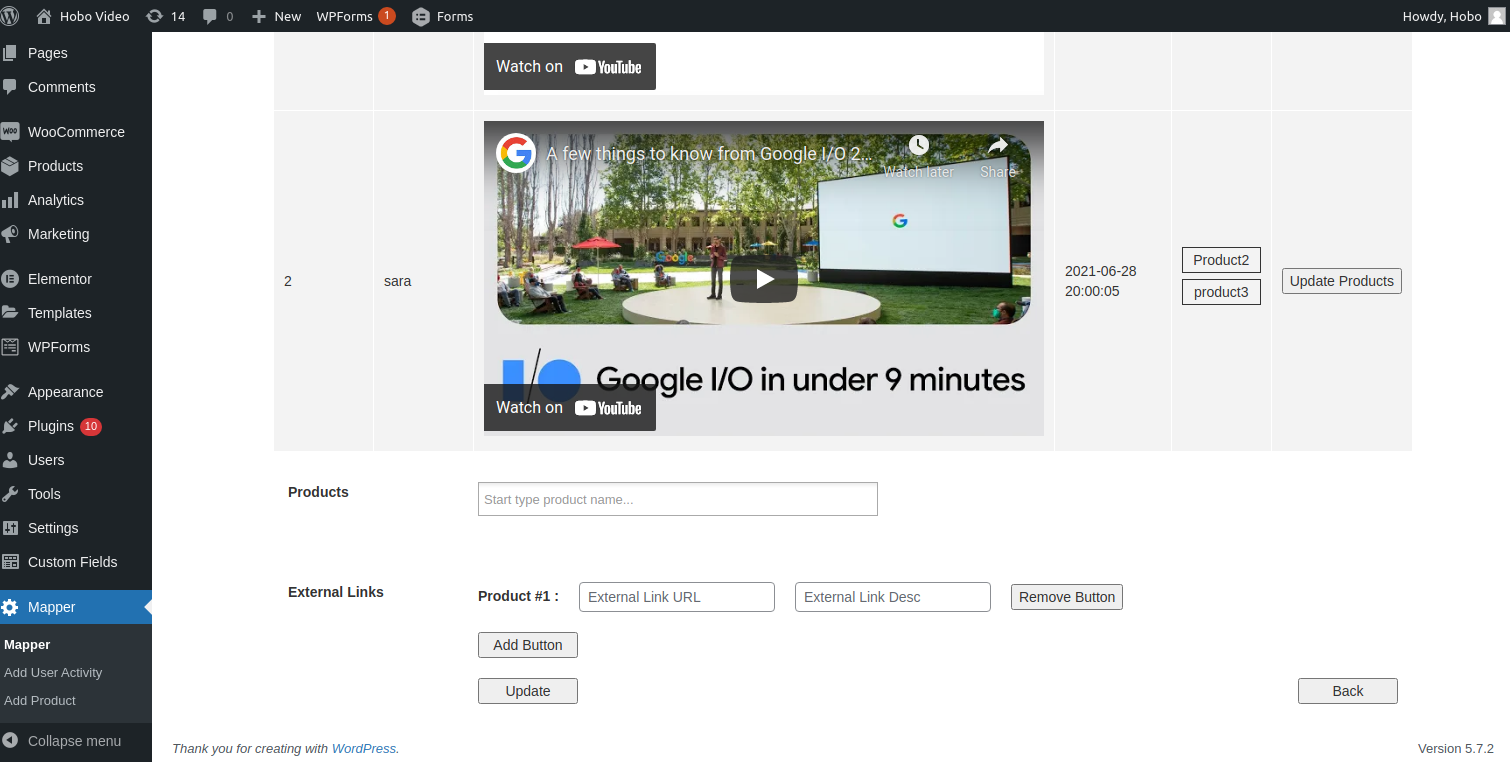 Hobo Video 14 0 New WPForms 1 Forms Howdy, Hobo
Pages
Comments
WooCommerce
Products
Analytics
Marketing
Elementor
Templates
WPForms
Appearance
Plugins 10
Users
Tools
Settings
Custom Fields
Mapper
Mapper
Add User Activity
Add Product
Collapse menu
Watch on YouTube
2
sara
A few things to know from Google I/O 2...
Watch later
Share
Google
I/O
Google I/O in under 9 minutes
Watch on YouTube
2021-06-28
20:00:05
Product2
product3
Update Products
Products
Start type product name...
External Links
Product #1 :
External Link URL
External Link Desc
Remove Button
Add Button
Update
Back
Thank you for creating with WordPress.
Version 5.7.2